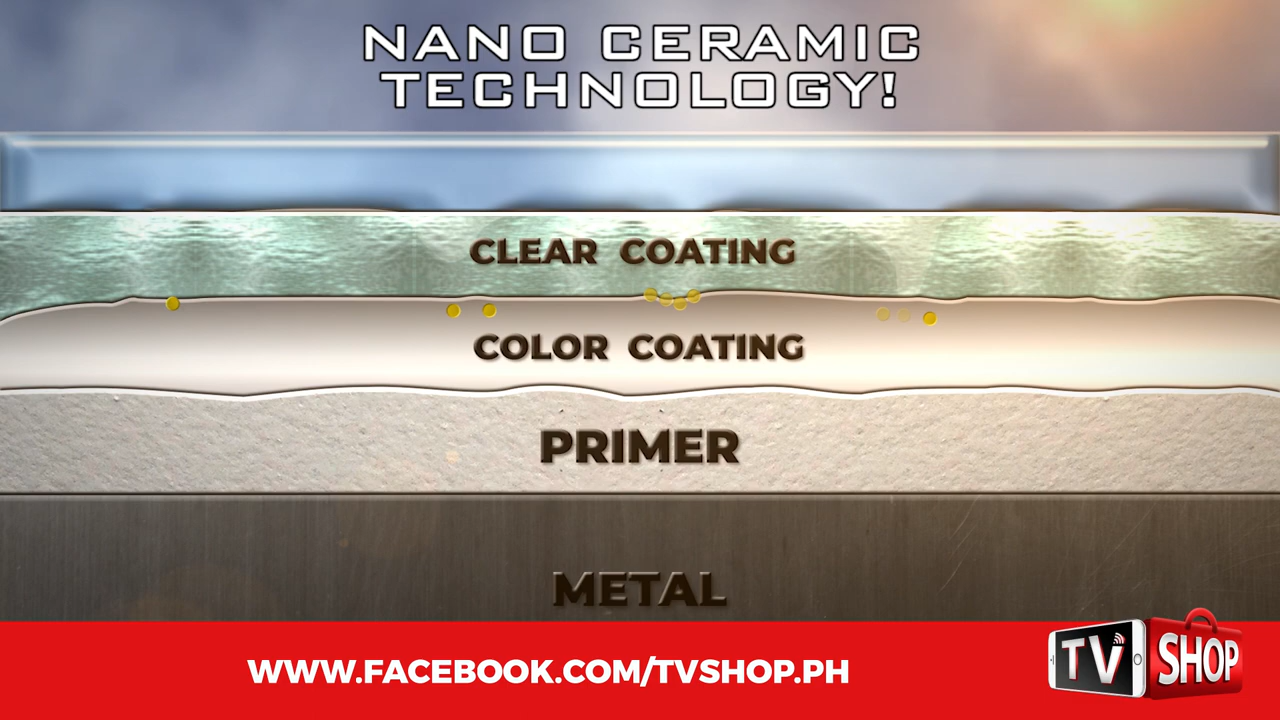 NANO CERAMIC
TECHNOLOGY!
CLEAR COATING
COLOR COATING
PRIMER
METAL
WWW.FACEBOOK.COM/TVSHOP.PH
TV SHOP